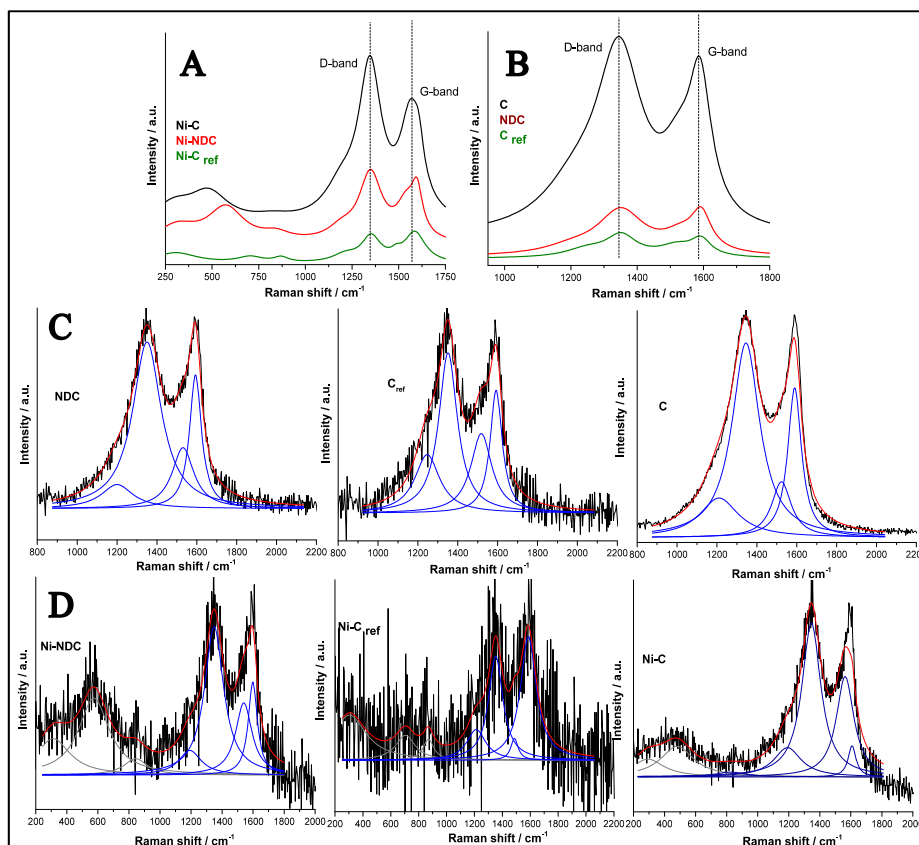 A
D-band
G-band
Ni-C
Ni-NDC
Ni-C ref
Intensity / a.u.
250 500 750 1000 1250 1500 1750
Raman shift / cm-1
B
D-band
G-band
C
NDC
C ref
Intensity / a.u.
1000 1200 1400 1600 1800
Raman shift / cm-1
C
NDC
Intensity / a.u.
800 1000 1200 1400 1600 1800 2000 2200
Raman shift / cm-1
Cref
Intensity / a.u.
800 1000 1200 1400 1600 1800 2000 2200
Raman shift / cm-1
C
Intensity / a.u.
800 1000 1200 1400 1600 1800 2000 2200
Raman shift / cm-1
D
Ni-NDC
Intensity / a.u.
200 400 600 800 1000 1200 1400 1600 1800 2000
Raman shift / cm-1
Ni-C ref
Intensity / a.u.
200 400 600 800 1000 1200 1400 1600 1800 2000 2200
Raman shift / cm-1
Ni-C
Intensity / a.u.
200 400 600 800 1000 1200 1400 1600 1800 2000
Raman shift / cm-1